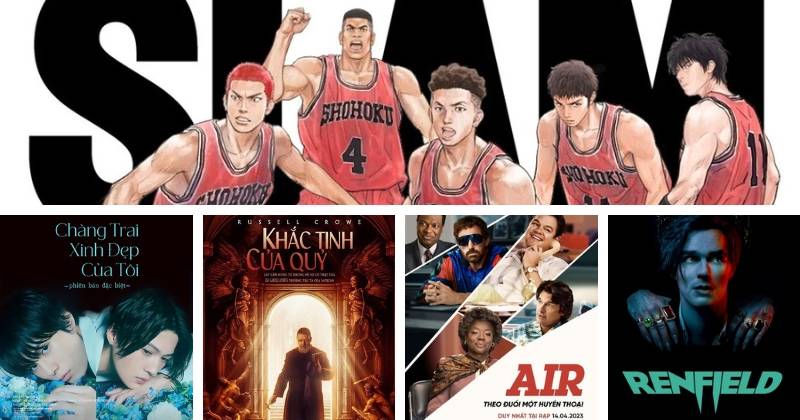 SLAM
SHOHOKU
4
SHOHOKU
SHOHOKU
11
11
Chàng Trai
Xinh Đẹp
Của Tôi
~phiên bản đặc biệt~
RUSSELL CROWE
KHẮC TINH
CỦA QUỶ
AIR
THEO ĐUỔI MỘT HUYỀN THOẠI
DUY NHẤT TẠI RẠP 14.04.2023
RENFIELD